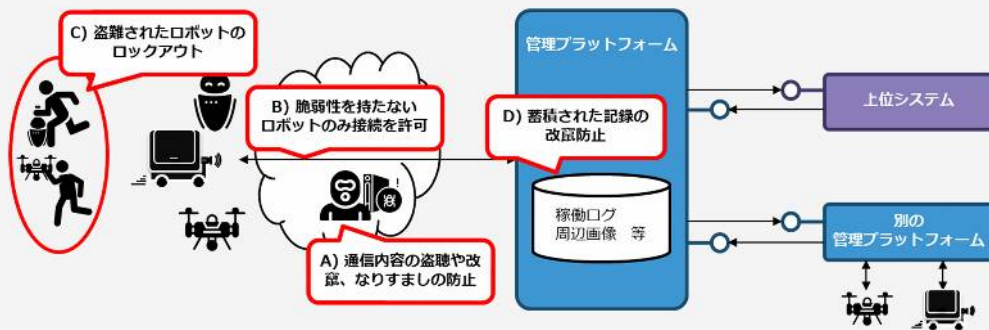 C) 盗難されたロボットの
ロックアウト
B) 脆弱性を持たない
ロボットのみ接続を許可
A) 通信内容の盗聴や改
竄、なりすましの防止
管理プラットフォーム
D) 蓄積された記録の
改竄防止
稼働ログ
周辺画像 等
上位システム
別の
管理プラットフォーム